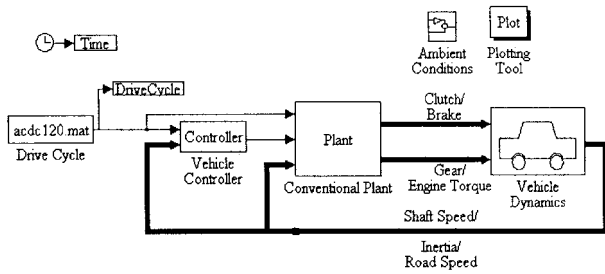 Time
DriveCycle
acdc120.mat
Drive Cycle
Controller
Vehicle
Controller
Plant
Conventional Plant
Ambient
Conditions
Plot
Plotting
Tool
Clutch/
Brake
Gear/
Engine Torque
Vehicle
Dynamics
Shaft Speed/
Inertia/
Road Speed